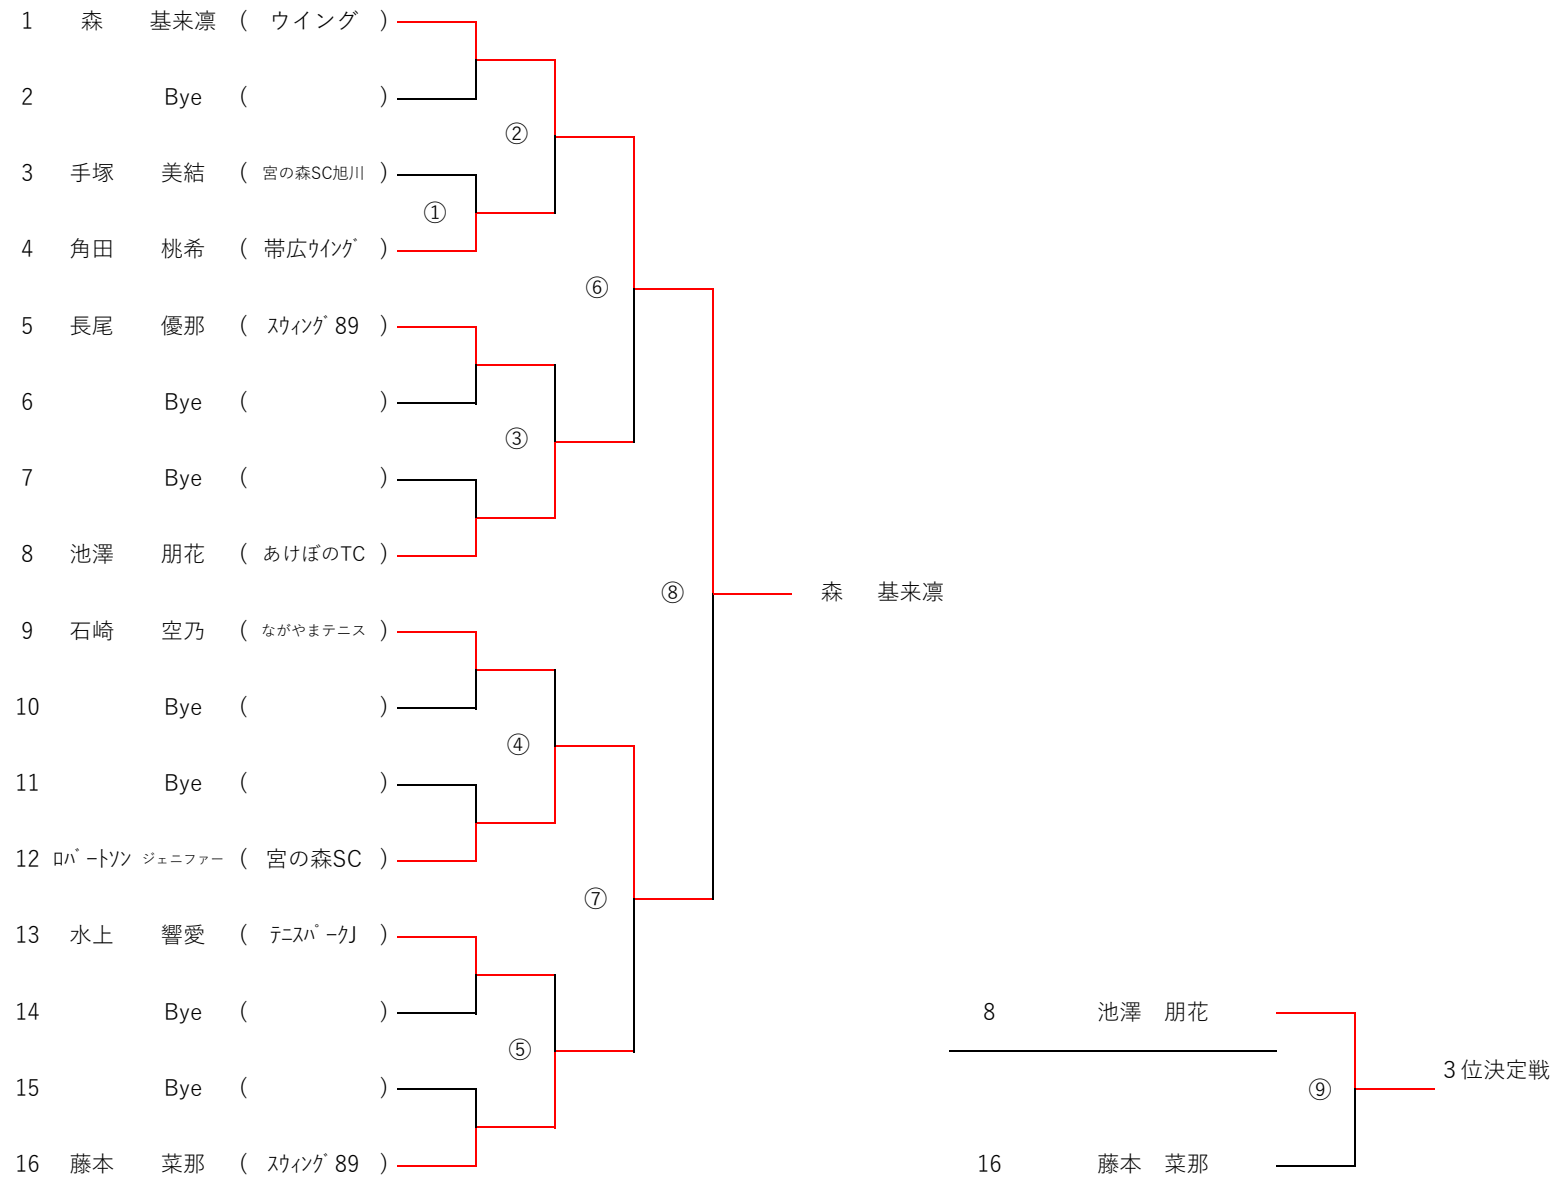 1 森 基来凛 ( ウイング )
2 Bye ( )
②
3 手塚 美結 ( 宮の森SC旭川 )
①
4 角田 桃希 ( 帯広ｳｲﾝｸﾞ )
⑥
5 長尾 優那 ( ｽｳｨﾝｸﾞ89 )
6 Bye ( )
③
7 Bye ( )
8 池澤 朋花 ( あけぼのTC )
⑧ 森 基来凛
9 石崎 空乃 ( ながやまテニス )
10 Bye ( )
④
11 Bye ( )
12 ﾛﾊﾞｰﾄｿﾝ ジェニファー ( 宮の森SC )
⑦
13 水上 響愛 ( ﾃﾆｽﾊﾟｰｸJ )
14 Bye ( )
8 池澤 朋花
⑤
３位決定戦
15 Bye ( )
⑨
16 藤本 菜那 ( ｽｳｨﾝｸﾞ89 )
16 藤本 菜那